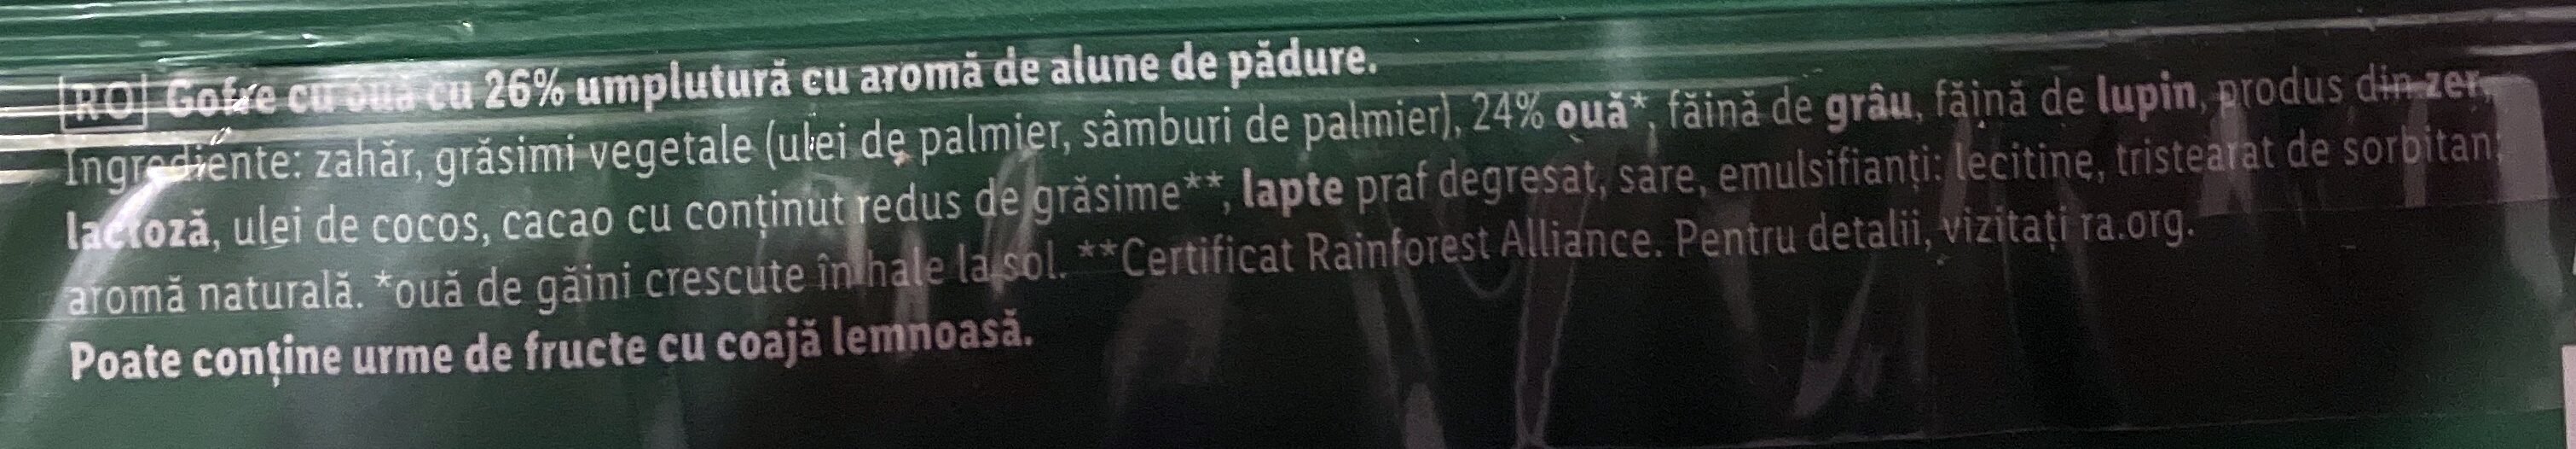 RO Gofre cu ouă cu 26% umplutură cu aromă de alune de pădure.
Ingrediente: zahăr, grăsimi vegetale (ulei de palmier, sâmburi de palmier), 24% ouă*, făină de grâu, făină de lupin, produs din zer,
lactoză, ulei de cocos, cacao cu conținut redus de grăsime**, lapte praf degresat, sare, emulsifianți: lecitine, tristearat de sorbitan;
aromă naturală. *ouă de găini crescute în hale la sol. **Certificat Rainforest Alliance. Pentru detalii, vizitați ra.org.
Poate conține urme de fructe cu coajă lemnoasă.